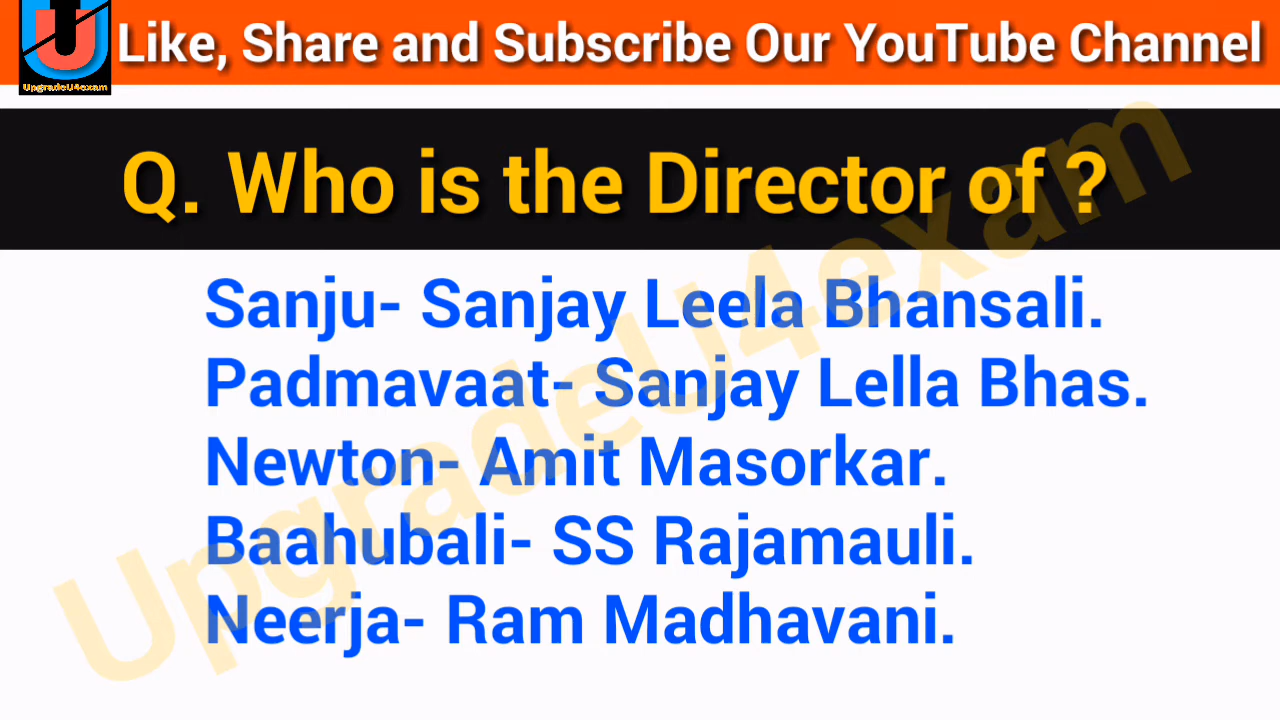 Like, Share and Subscribe Our YouTube Channel
UpgradeU4exam
Q. Who is the Director of ?
Sanju- Sanjay Leela Bhansali.
Padmavaat- Sanjay Lella Bhas.
Newton- Amit Masorkar.
Baahubali- SS Rajamauli.
Neerja- Ram Madhavani.
UpgradeU4exam